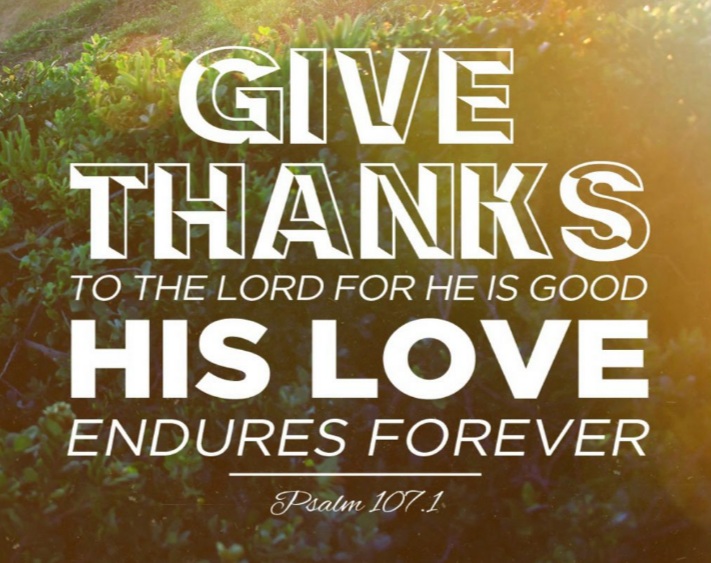 GIVE
THANKS
TO THE LORD FOR HE IS GOOD
HIS LOVE
ENDURES FOREVER
Psalm 107.1